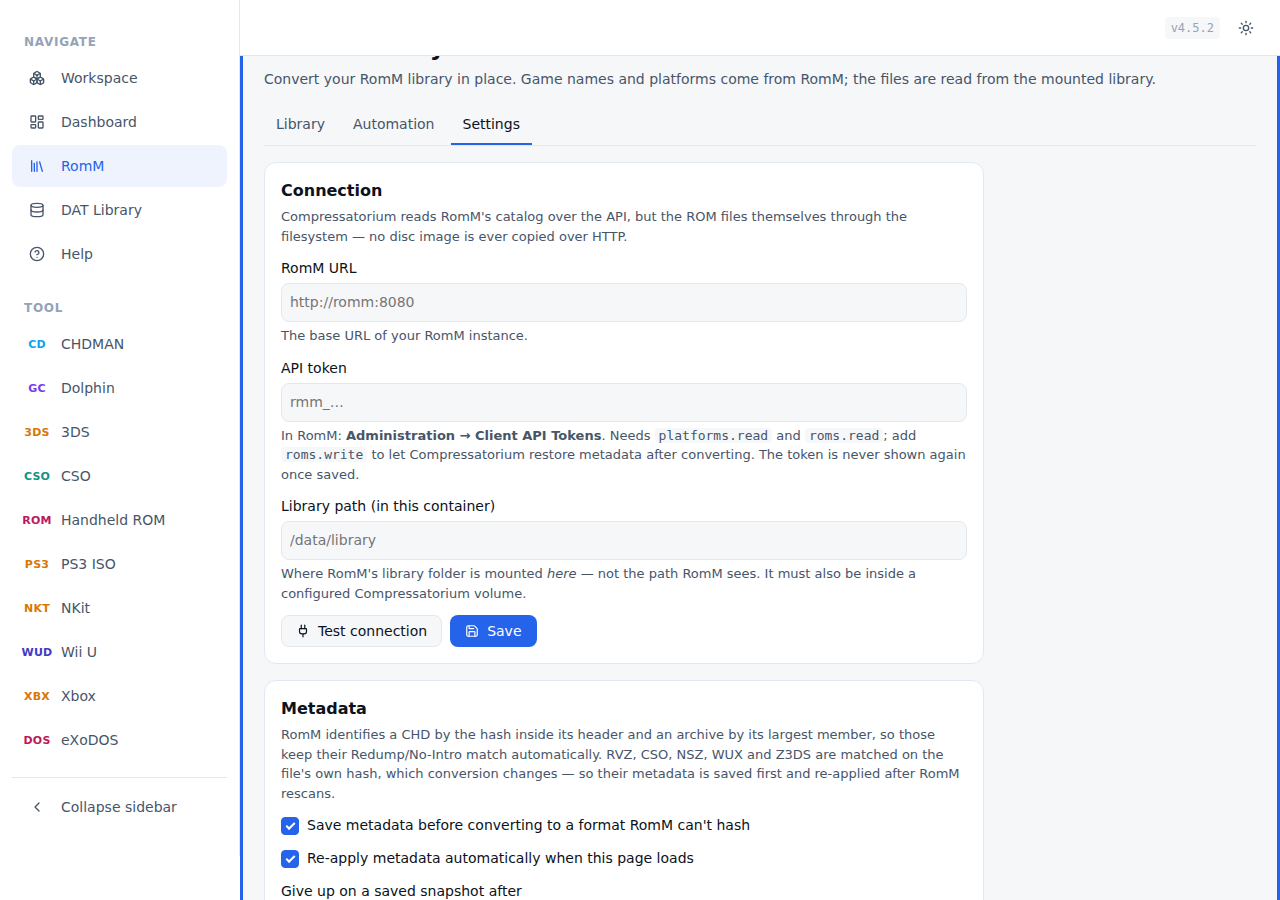 NAVIGATE
Workspace
Dashboard
RomM
DAT Library
Help
TOOL
CD CHDMAN
GC Dolphin
3DS 3DS
CSO CSO
ROM Handheld ROM
PS3 PS3 ISO
NKT NKit
WUD Wii U
XBX Xbox
DOS eXoDOS
Collapse sidebar
v4.5.2
Convert your RomM library in place. Game names and platforms come from RomM; the files are read from the mounted library.
Library Automation Settings
Connection
Compressatorium reads RomM's catalog over the API, but the ROM files themselves through the
filesystem — no disc image is ever copied over HTTP.
RomM URL
http://romm:8080
The base URL of your RomM instance.
API token
rmm_...
In RomM: Administration → Client API Tokens. Needs platforms.read and roms.read; add
roms.write to let Compressatorium restore metadata after converting. The token is never shown again
once saved.
Library path (in this container)
/data/library
Where RomM's library folder is mounted here — not the path RomM sees. It must also be inside a
configured Compressatorium volume.
Test connection Save
Metadata
RomM identifies a CHD by the hash inside its header and an archive by its largest member, so those
keep their Redump/No-Intro match automatically. RVZ, CSO, NSZ, WUX and Z3DS are matched on the
file's own hash, which conversion changes — so their metadata is saved first and re-applied after RomM
rescans.
Save metadata before converting to a format RomM can't hash
Re-apply metadata automatically when this page loads
Give up on a saved snapshot after